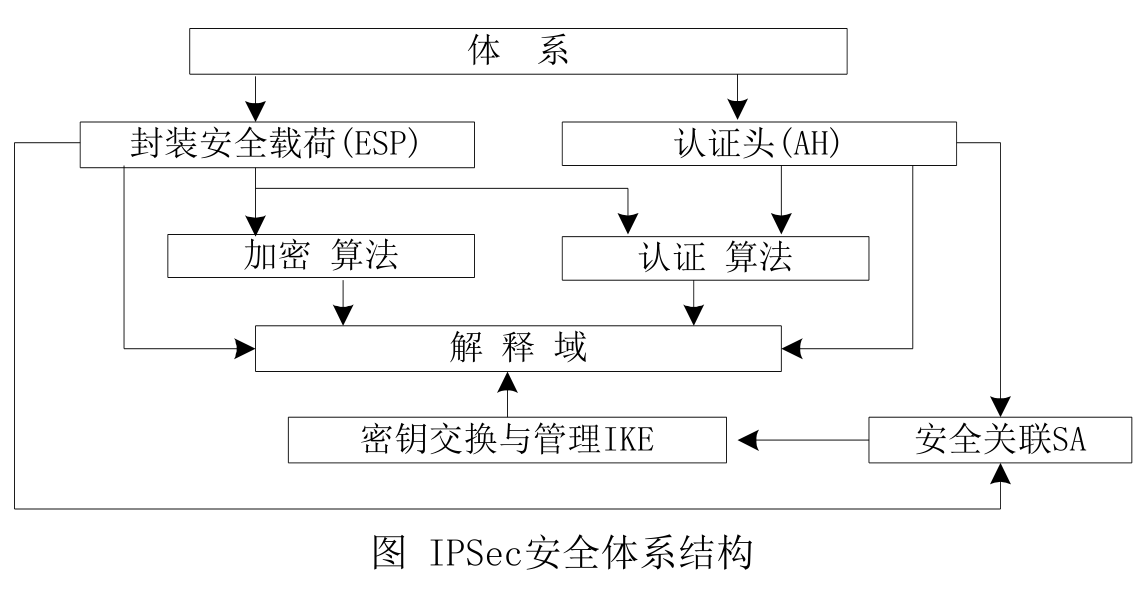 体 系
封装安全载荷(ESP)
认证头(AH)
加密 算法
认证 算法
解 释 域
密钥交换与管理IKE
安全关联SA
图 IPSec安全体系结构